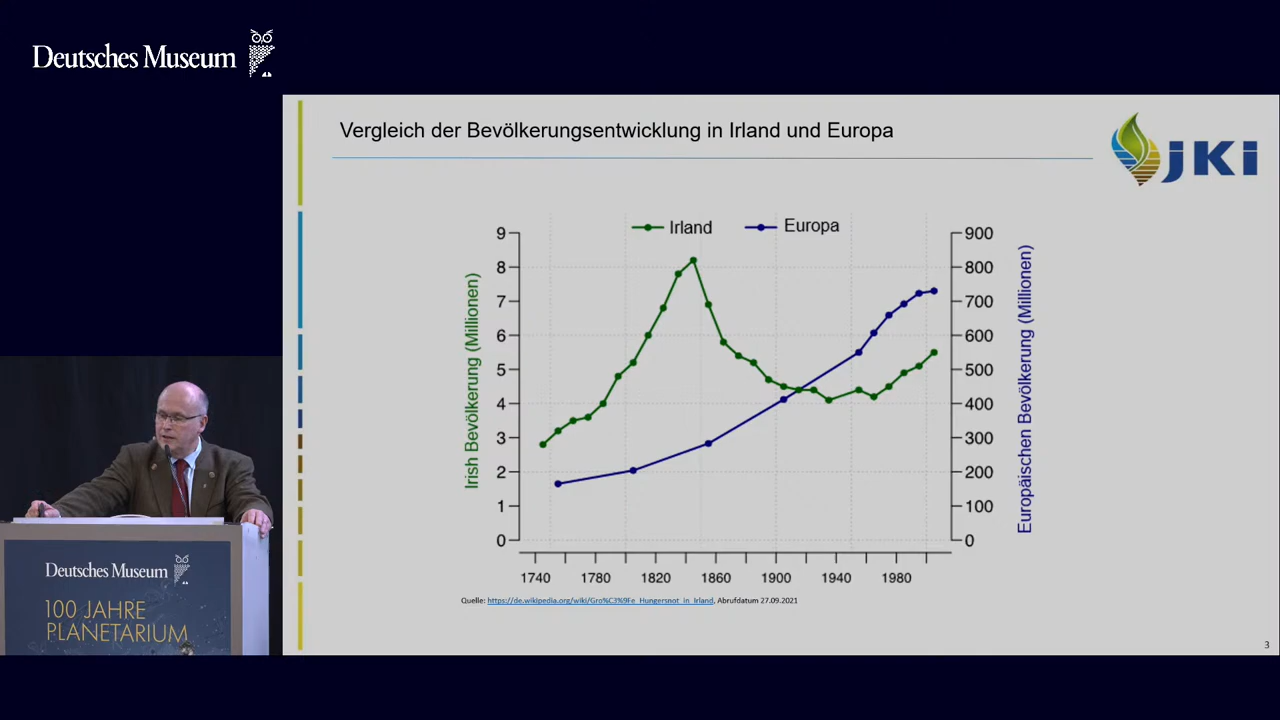 Deutsches Museum
Vergleich der Bevölkerungsentwicklung in Irland und Europa
JKI
Irland
Europa
9
8
7
6
5
4
3
2
1
0
Irish Bevölkerung (Millionen)
900
800
700
600
500
400
300
200
100
0
Europäischen Bevölkerung (Millionen)
1740 1780 1820 1860 1900 1940 1980
Quelle: https://de.wikipedia.org/wiki/Gro%C3%9Fe_Hungersnot_in_Irland, Abrufdatum 27.09.2021
3
Deutsches Museum
100 JAHRE
PLANETARIUM